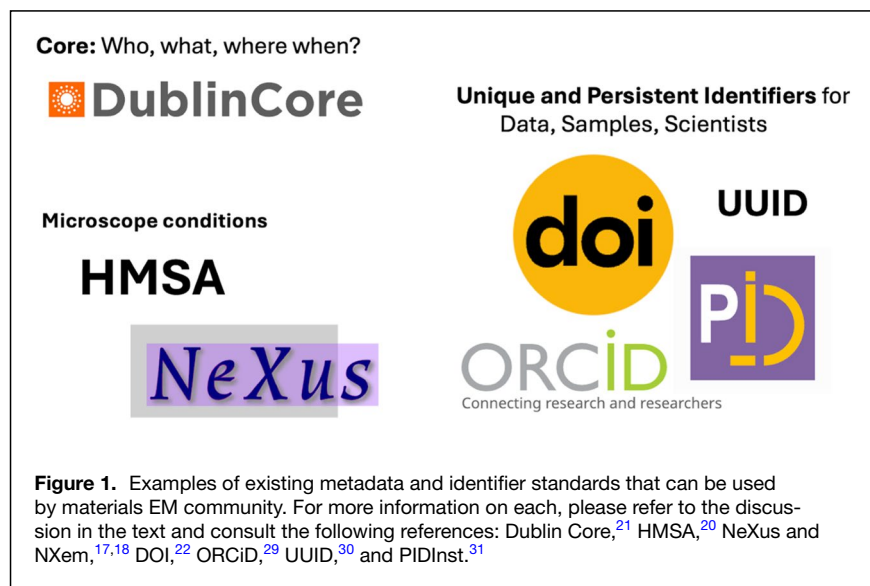 Core: Who, what, where when?
DublinCore
Microscope conditions
HMSA
NeXus
Unique and Persistent Identifiers for
Data, Samples, Scientists
doi
UUID
PiD
ORCiD
Connecting research and researchers
Figure 1. Examples of existing metadata and identifier standards that can be used
by materials EM community. For more information on each, please refer to the discus-
sion in the text and consult the following references: Dublin Core,21 HMSA,20 NeXus and
NXem,17,18 DOI,22 ORCiD,29 UUID,30 and PIDInst.31